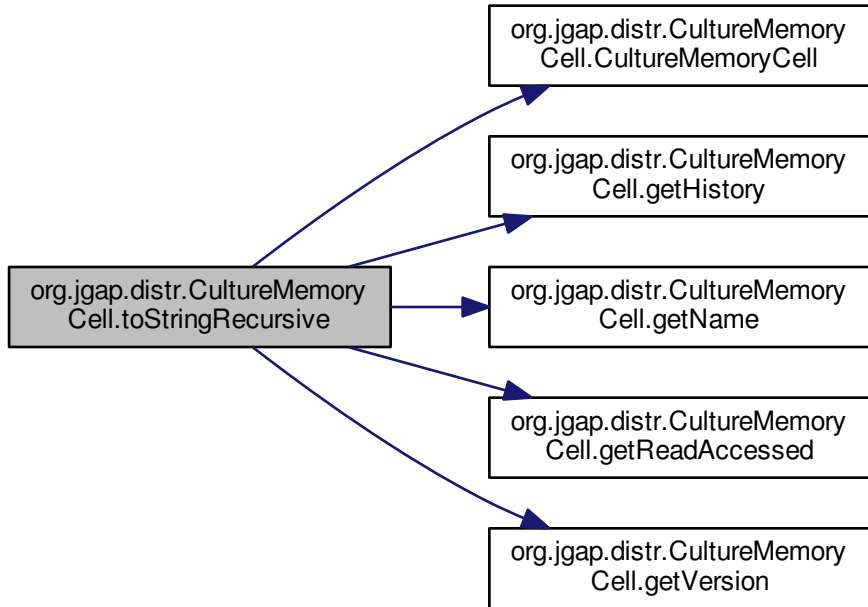 org.jgap.distr.CultureMemory
Cell.CultureMemoryCell
org.jgap.distr.CultureMemory
Cell.getHistory
org.jgap.distr.CultureMemory
Cell.toStringRecursive
org.jgap.distr.CultureMemory
Cell.getName
org.jgap.distr.CultureMemory
Cell.getReadAccessed
org.jgap.distr.CultureMemory
Cell.getVersion